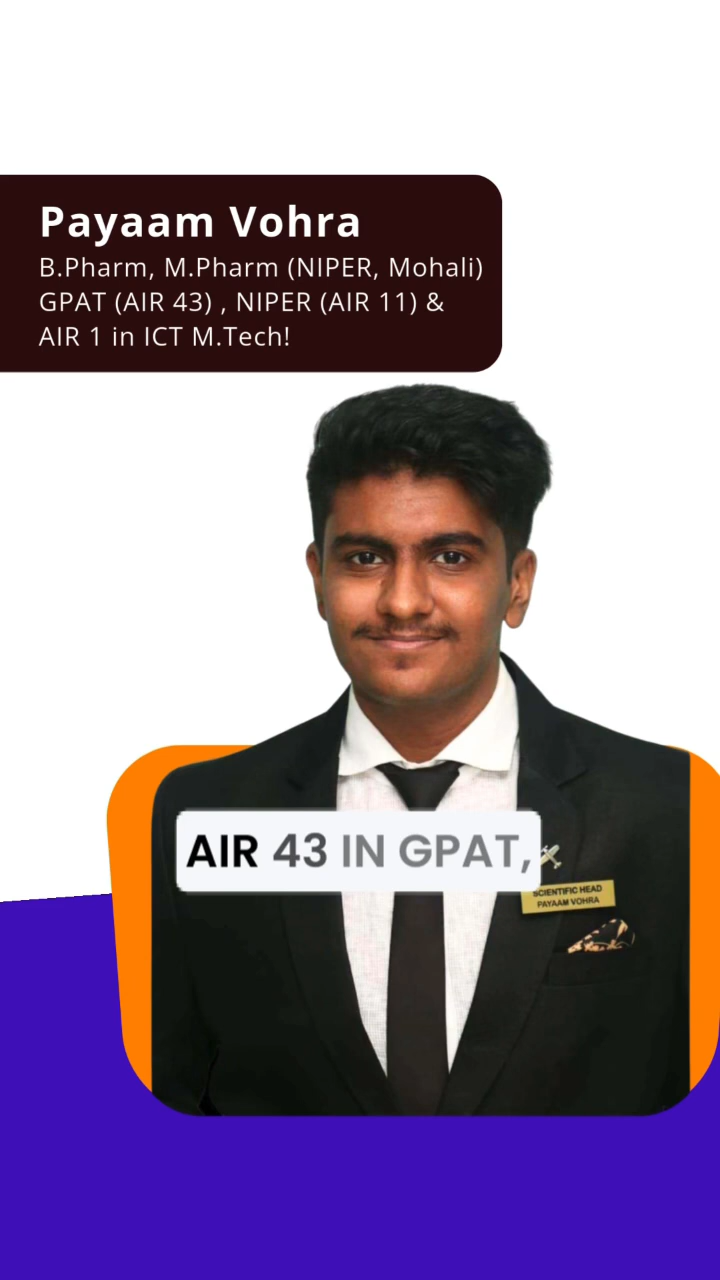 Payaam Vohra
B.Pharm, M.Pharm (NIPER, Mohali)
GPAT (AIR 43) , NIPER (AIR 11) &
AIR 1 in ICT M.Tech!
AIR 43 IN GPAT,
SCIENTIFIC HEAD
PAYAAM VOHRA